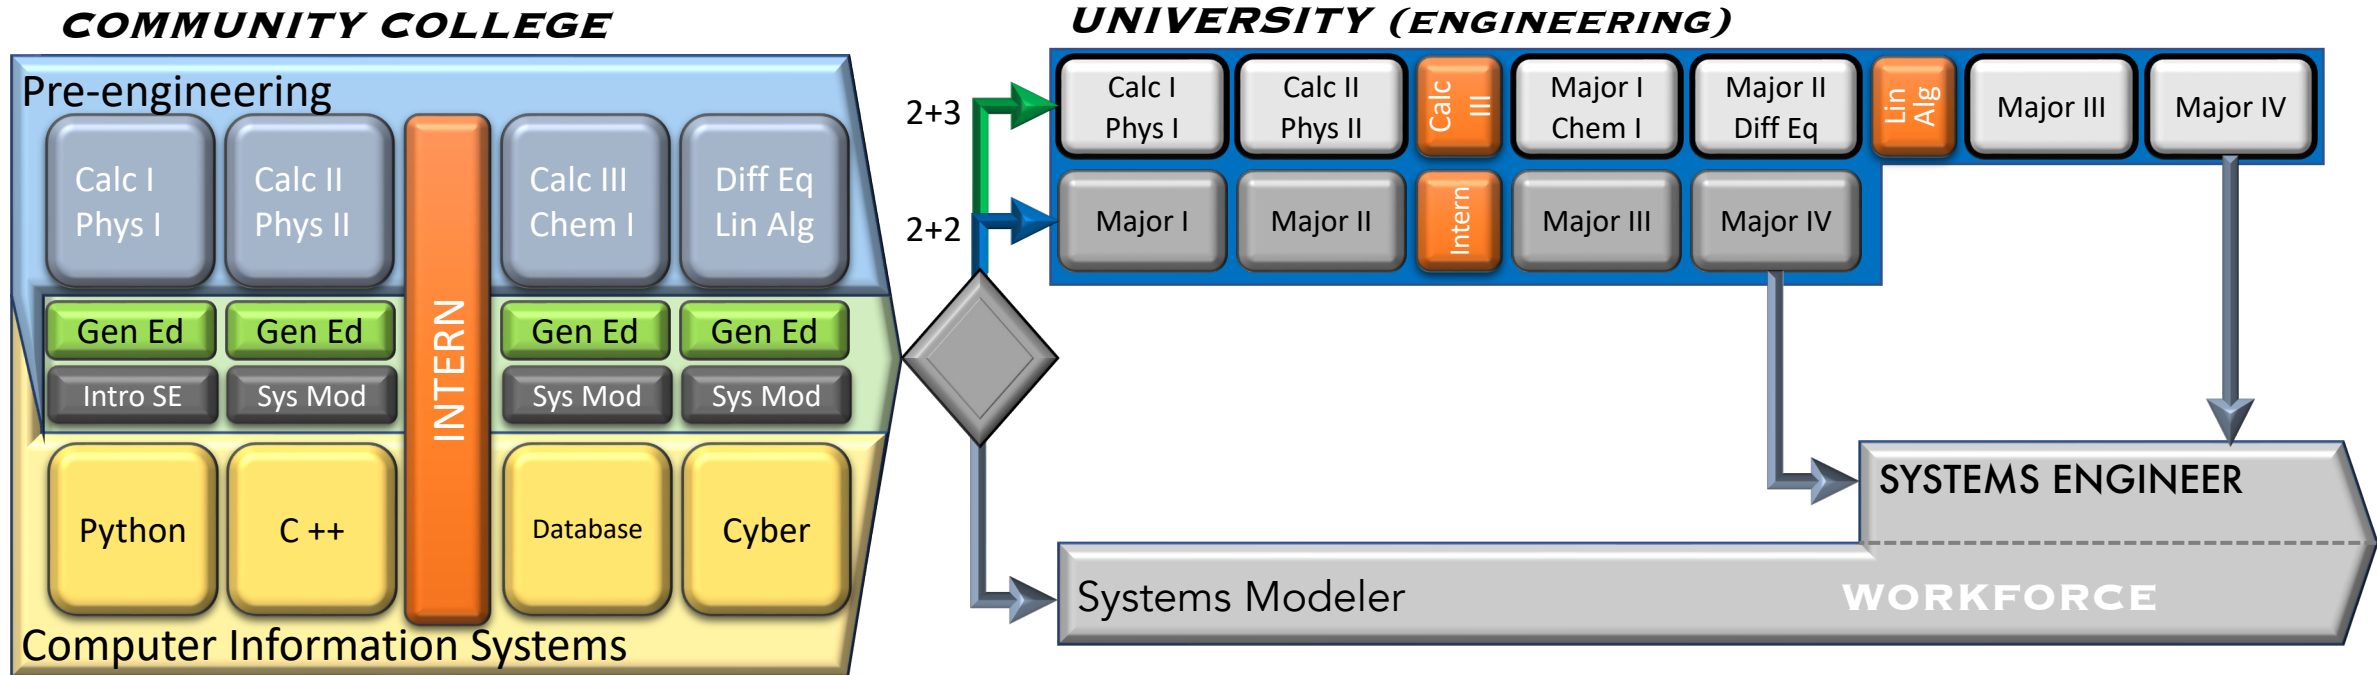 COMMUNITY COLLEGE
Pre-engineering
Calc I
Phys I
Calc II
Phys II
Calc III
Chem I
Diff Eq
Lin Alg
INTERN
Gen Ed
Gen Ed
Gen Ed
Gen Ed
Intro SE
Sys Mod
Sys Mod
Sys Mod
Python
C ++
Database
Cyber
Computer Information Systems
UNIVERSITY (ENGINEERING)
2+3
Calc I
Phys I
Calc II
Phys II
Calc
III
Major I
Chem I
Major II
Diff Eq
Lin
Alg
Major III
Major IV
2+2
Major I
Major II
Intern
Major III
Major IV
SYSTEMS ENGINEER
Systems Modeler
WORKFORCE